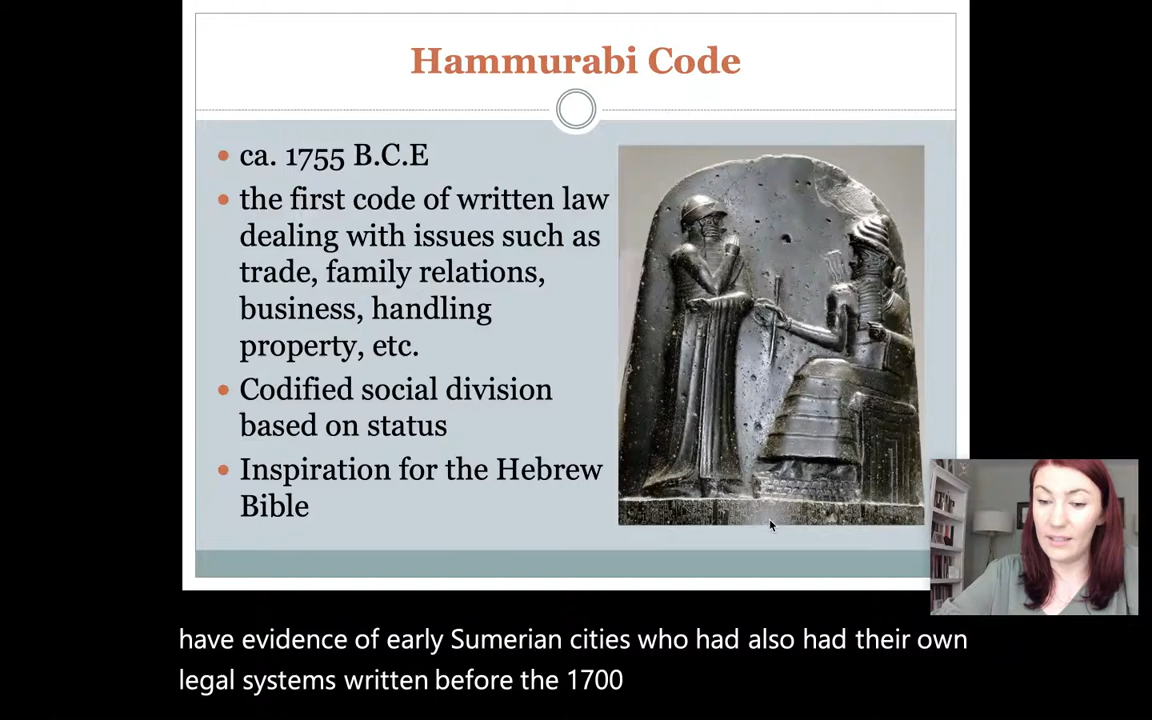 Hammurabi Code
• ca. 1755 B.C.E
• the first code of written law
dealing with issues such as
trade, family relations,
business, handling
property, etc.
• Codified social division
based on status
• Inspiration for the Hebrew
Bible
have evidence of early Sumerian cities who had also had their own
legal systems written before the 1700